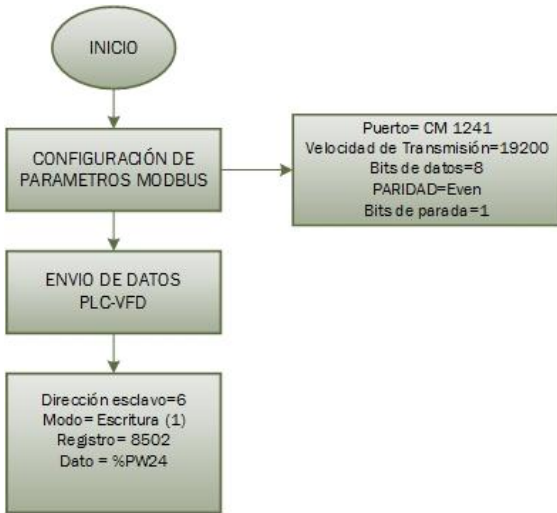 INICIO
CONFIGURACIÓN DE
PARAMETROS MODBUS
Puerto= CM 1241
Velocidad de Transmisión=19200
Bits de datos=8
PARIDAD=Even
Bits de parada=1
ENVIO DE DATOS
PLC-VFD
Dirección esclavo=6
Modo= Escritura (1)
Registro= 8502
Dato = %PW24